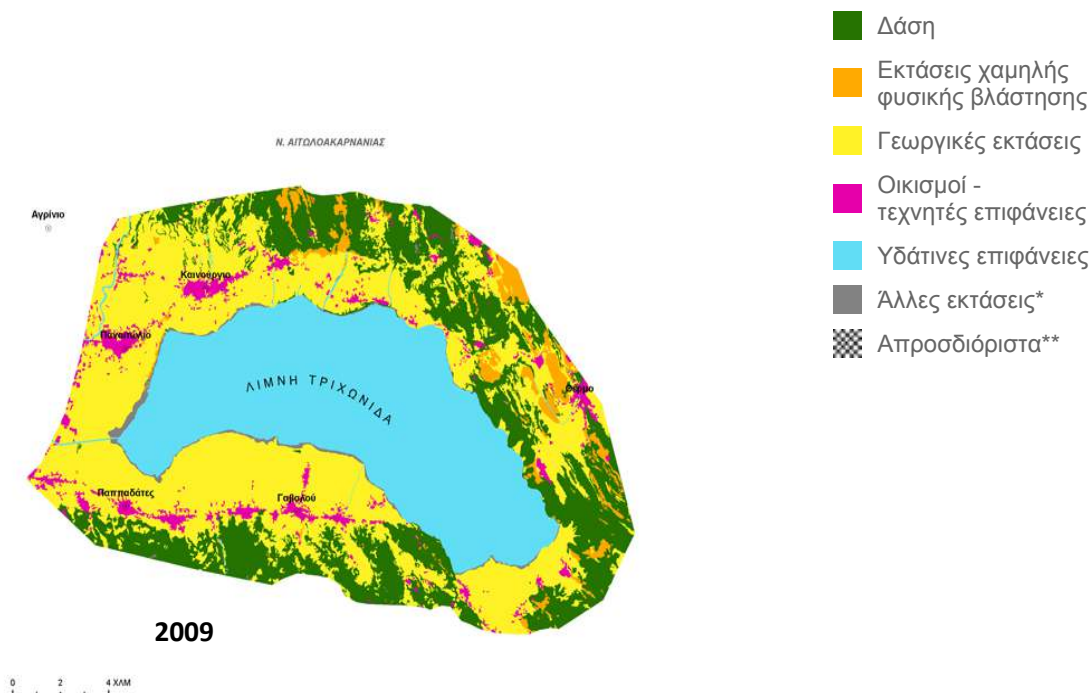 Δάση
Εκτάσεις χαμηλής
φυσικής βλάστησης
Γεωργικές εκτάσεις
Οικισμοί -
τεχνητές επιφάνειες
Υδάτινες επιφάνειες
Άλλες εκτάσεις*
Απροσδιόριστα**
Ν. ΑΙΤΩΛΟΑΚΑΡΝΑΝΙΑΣ
Αγρίνιο
Καινούργιο
Παναιτώλιο
ΛΙΜΝΗ ΤΡΙΧΩΝΙΔΑ
Θέρμο
Παππαδάτες
Γαβαλού
2009
0 2 4 ΧΛΜ